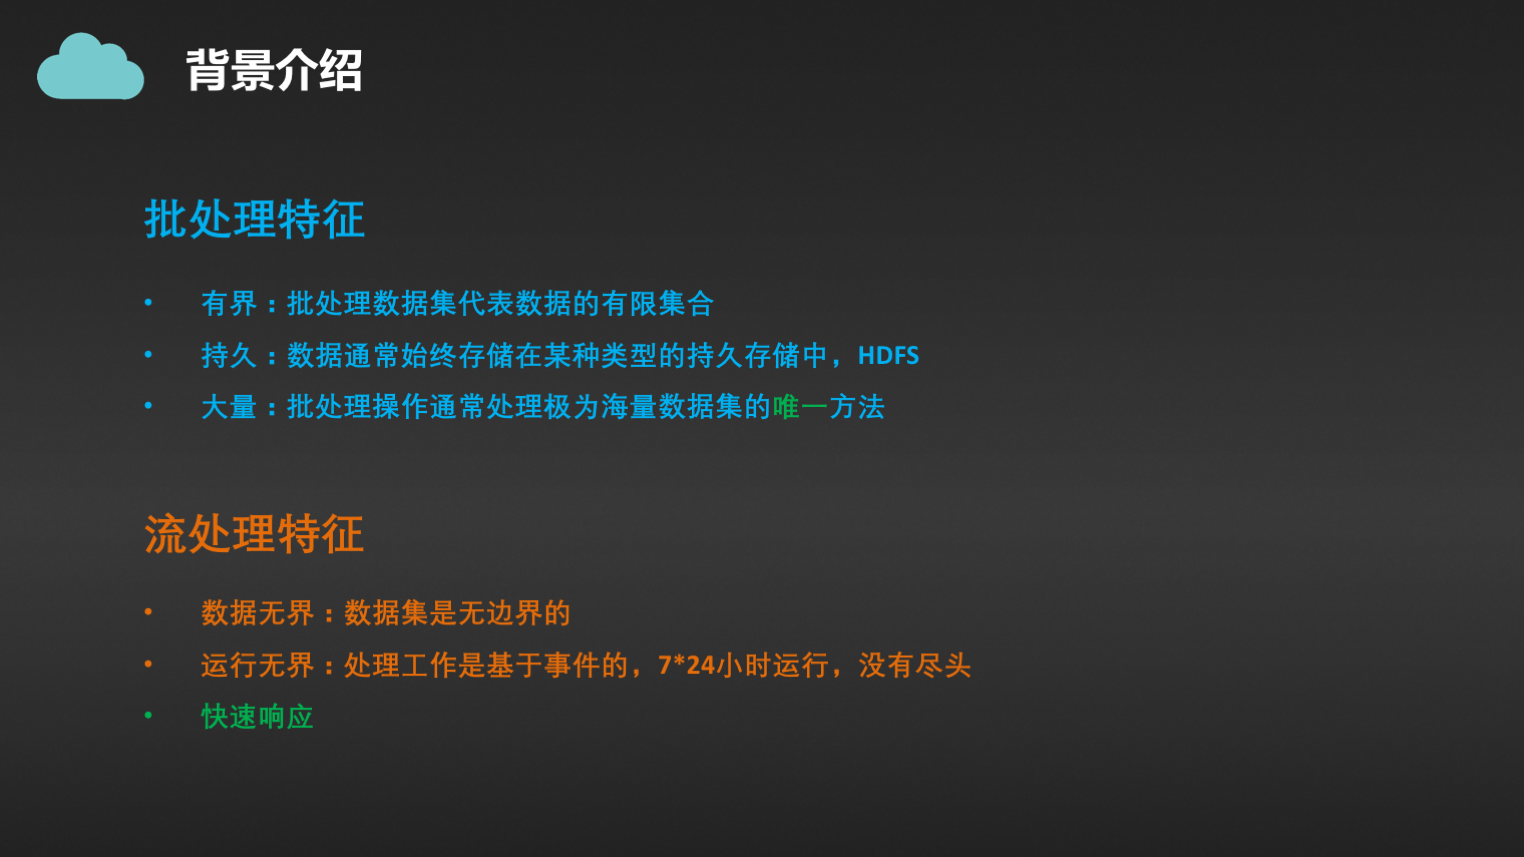 背景介绍
批处理特征
• 有界：批处理数据集代表数据的有限集合
• 持久：数据通常始终存储在某种类型的持久存储中，HDFS
• 大量：批处理操作通常处理极为海量数据集的唯一方法
流处理特征
• 数据无界：数据集是无边界的
• 运行无界：处理工作是基于事件的，7*24小时运行，没有尽头
• 快速响应